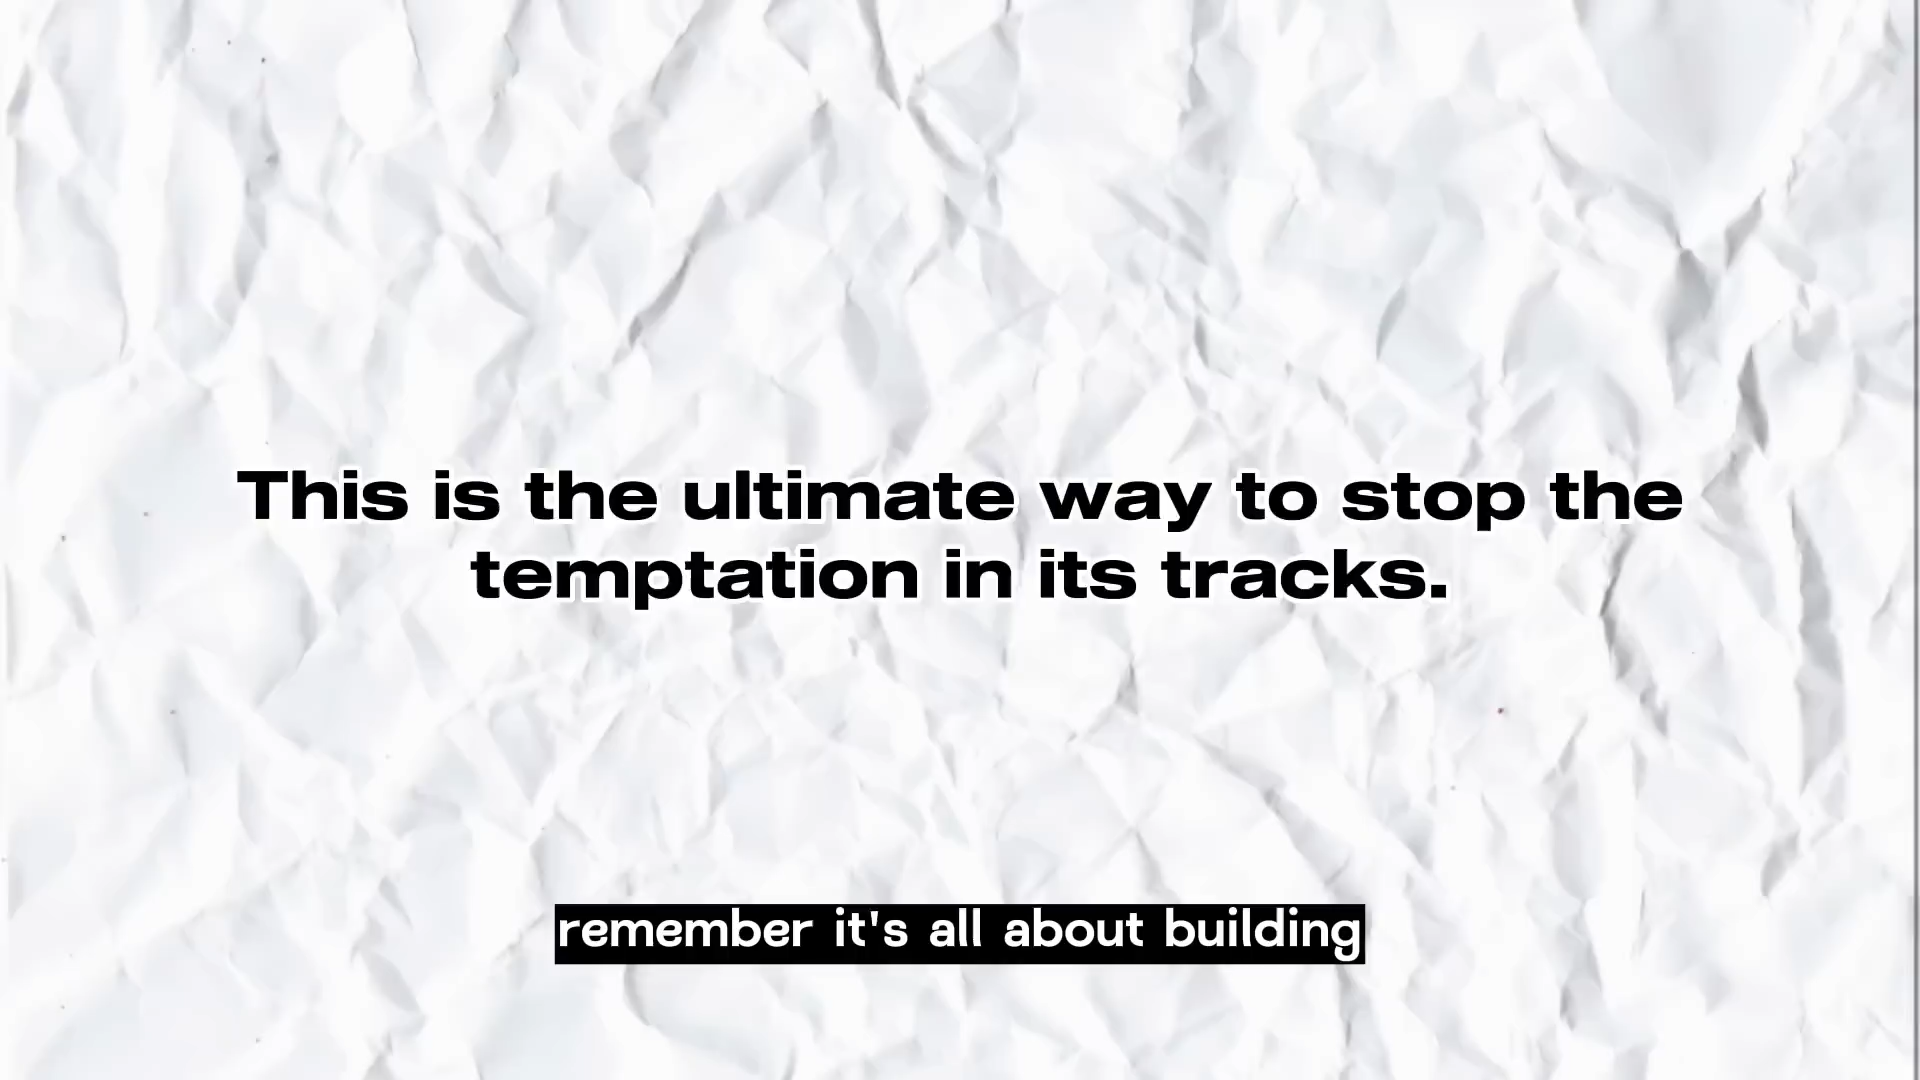 This is the ultimate way to stop the
temptation in its tracks.
remember it's all about building